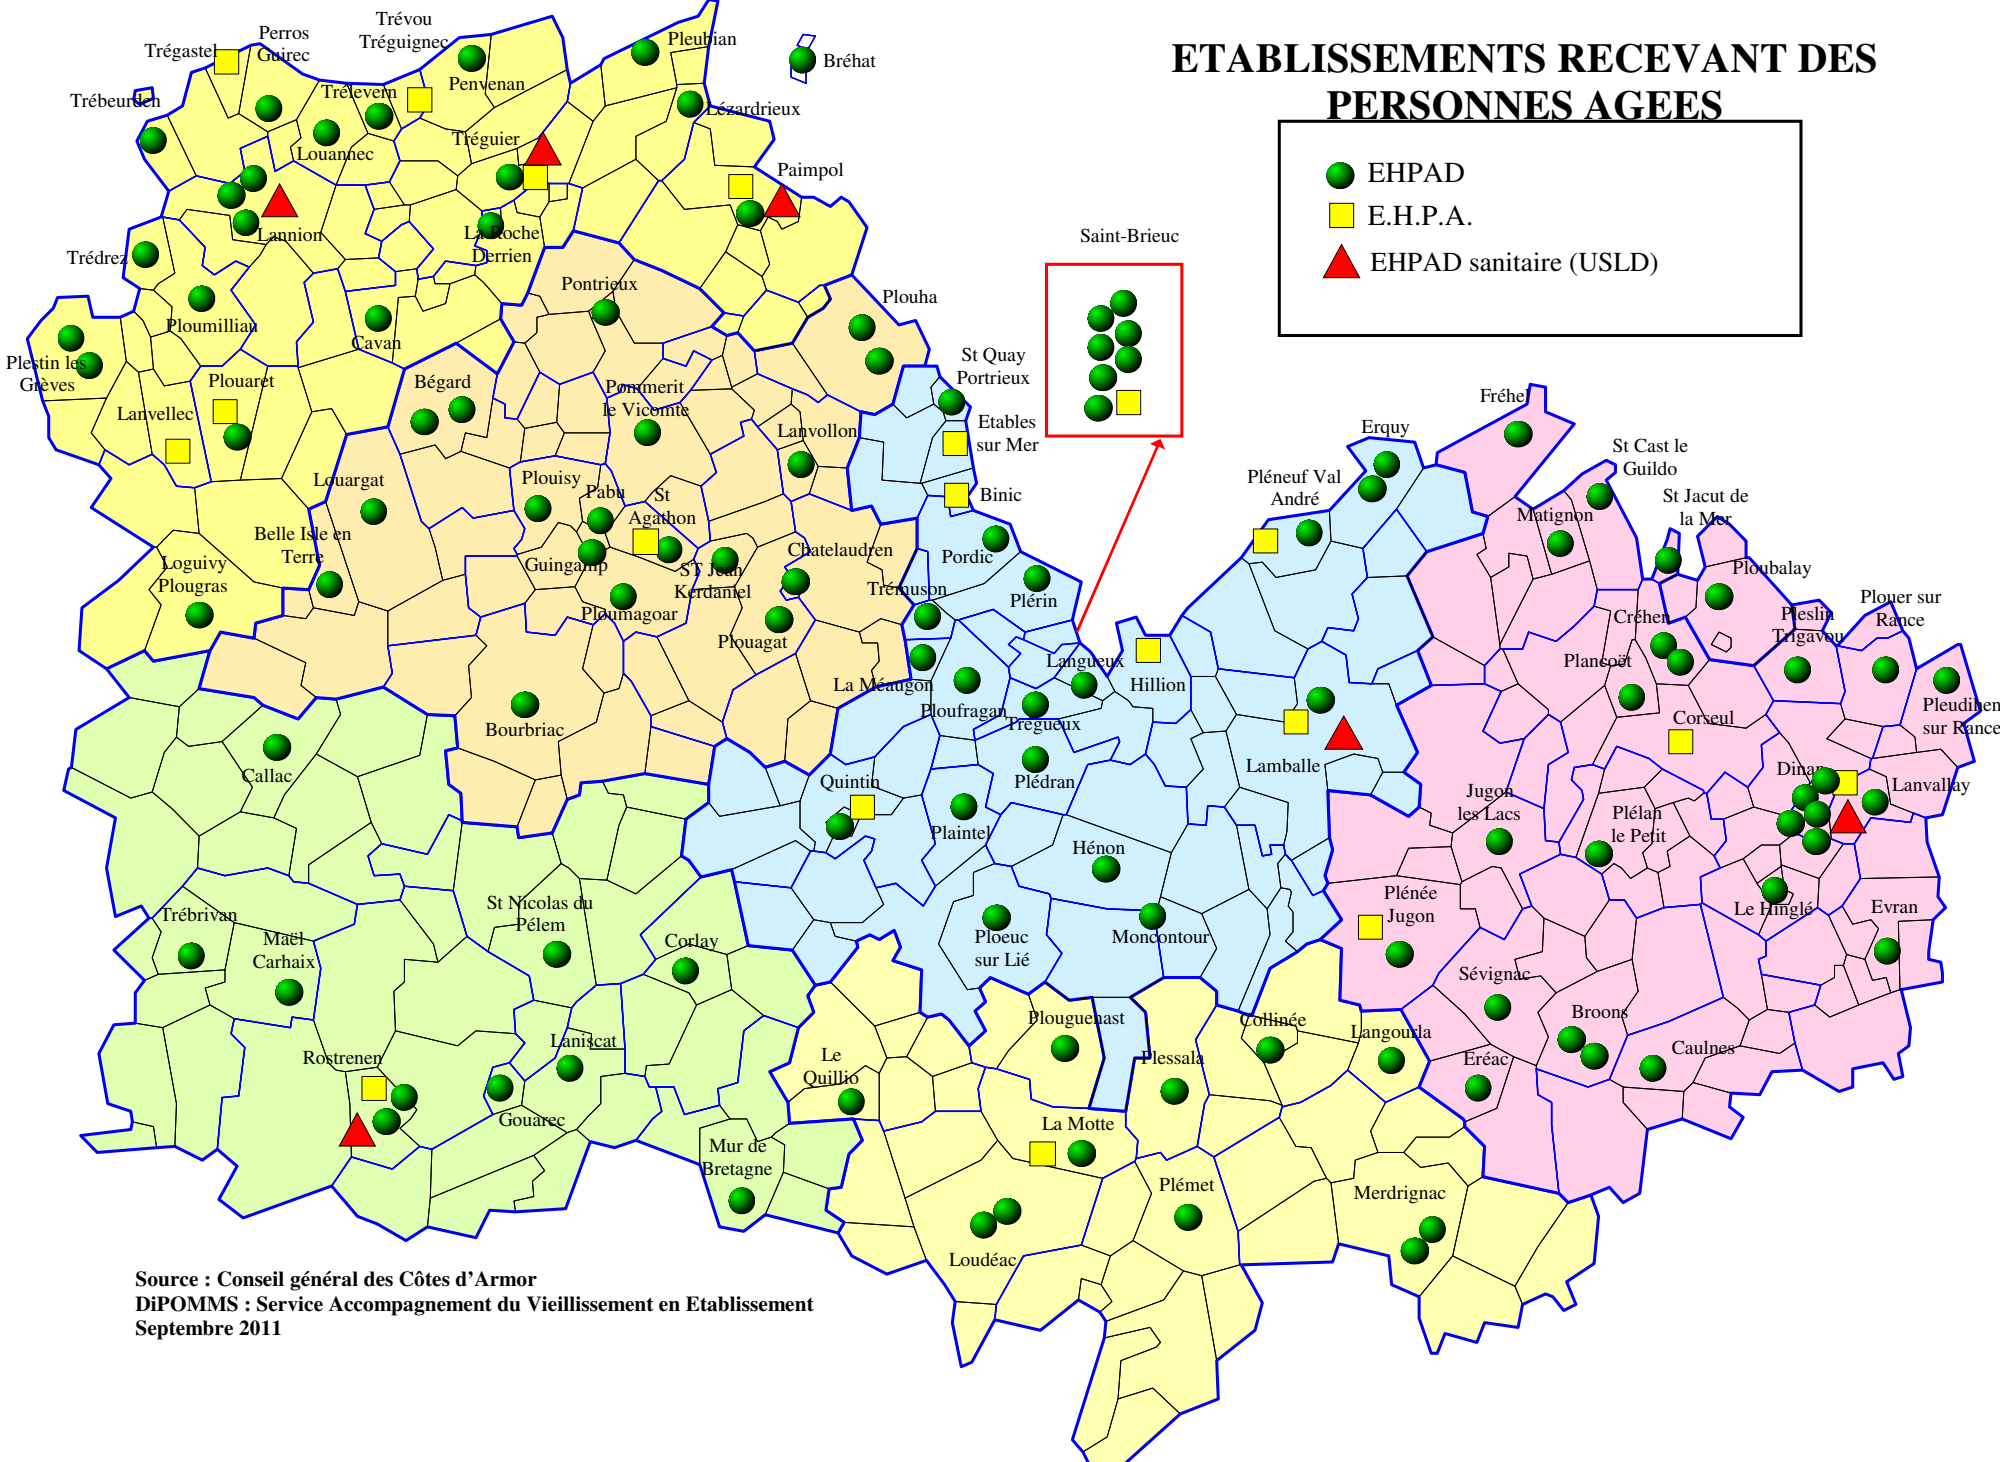 ETABLISSEMENTS RECEVANT DES
PERSONNES AGEES
EHPAD
E.H.P.A.
EHPAD sanitaire (USLD)
Trégastel
Perros
Guirec
Trévou
Tréguignec
Pleubian
Bréhat
Trébeurden
Trélevern
Penvenan
Lézardrieux
Louannec
Tréguier
Paimpol
Lannion
La Roche
Derrien
Trédrez
Saint-Brieuc
Pontrieux
Plouha
Ploumilliau
Cavan
Plestin les
Grèves
Plouaret
Bégard
Pommerit
le Vicomte
St Quay
Portrieux
Lanvellec
Lanvollon
Etables
sur Mer
Fréhel
Erquy
St Cast le
Guildo
Louargat
Plouisy
Pabu
St
Agathon
Binic
Pléneuf Val
André
St Jacut de
la Mer
Matignon
Belle Isle en
Terre
Chatelaudren
Pordic
Loguivy
Plougras
Guingamp
ST Jean
Kerdaniel
Trémuson
Plérin
Ploubalay
Ploumagoar
Plouagat
Créhen
Pleslin
Trigavou
Plouer sur
Rance
La Méaugon
Langueux
Hillion
Plancoët
Bourbriac
Ploufragan
Trégueux
Corseul
Pleudihen
sur Rance
Callac
Quintin
Plédran
Lamballe
Dinan
Lanvallay
Jugon
les Lacs
Plaintel
Plélan
le Petit
Hénon
Trébrivan
St Nicolas du
Pélem
Plénée
Jugon
Le Hinglé
Evran
Maël
Carhaix
Corlay
Ploeuc
sur Lié
Moncontour
Sévignac
Rostrenen
Laniscat
Plouguenast
Collinée
Langourla
Broons
Le
Quillio
Plessala
Eréac
Caulnes
Gouarec
La Motte
Mur de
Bretagne
Plémet
Merdrignac
Loudéac
Source : Conseil général des Côtes d'Armor
DiPOMMS : Service Accompagnement du Vieillissement en Etablissement
Septembre 2011